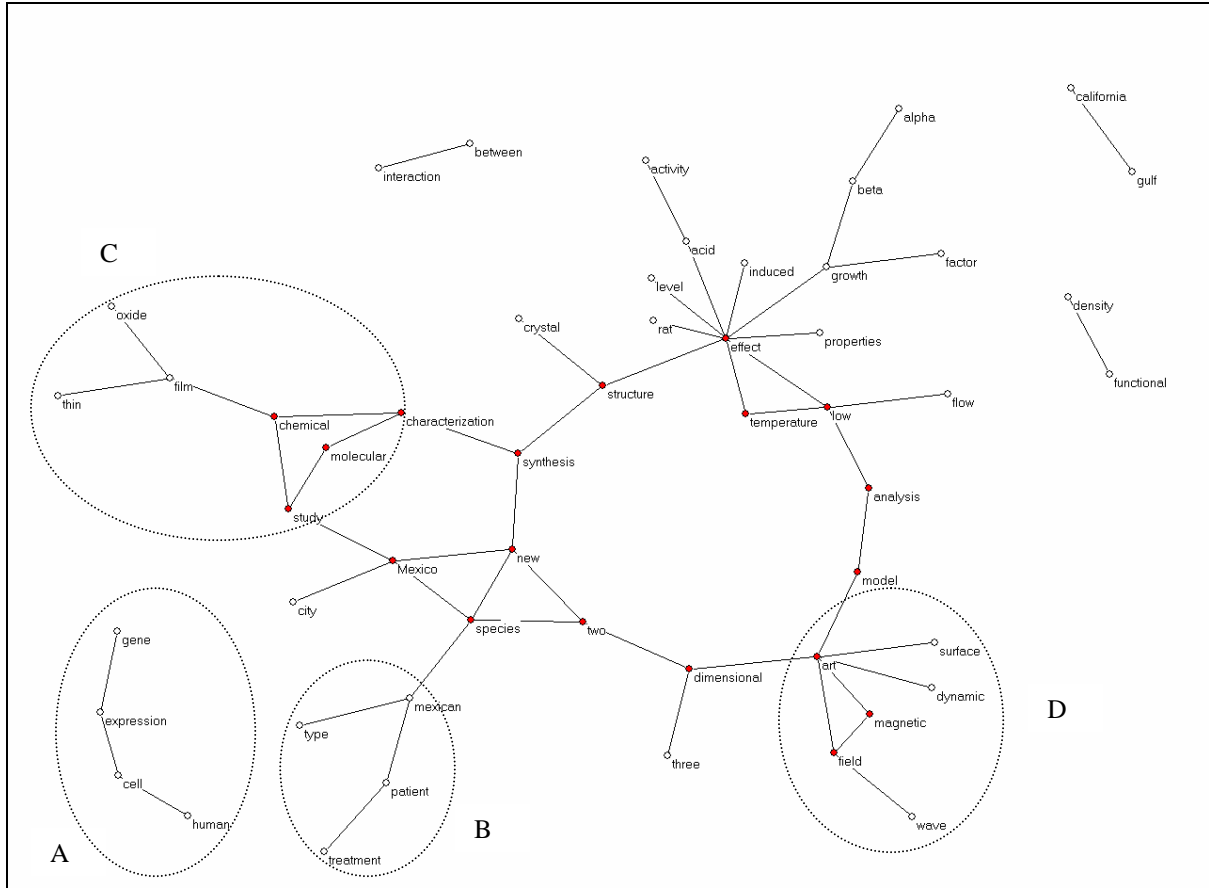 california
alpha
between
interaction
activity
gulf
beta
C
acid
induced
growth
factor
level
density
oxide
crystal
rat
effect
properties
film
functional
thin
structure
chemical
characterization
temperature
low
flow
molecular
synthesis
analysis
study
new
Mexico
model
city
species
two
gene
surface
art
dimensional
mexican
dynamic
D
expression
type
magnetic
field
three
cell
patient
human
wave
B
A
treatment